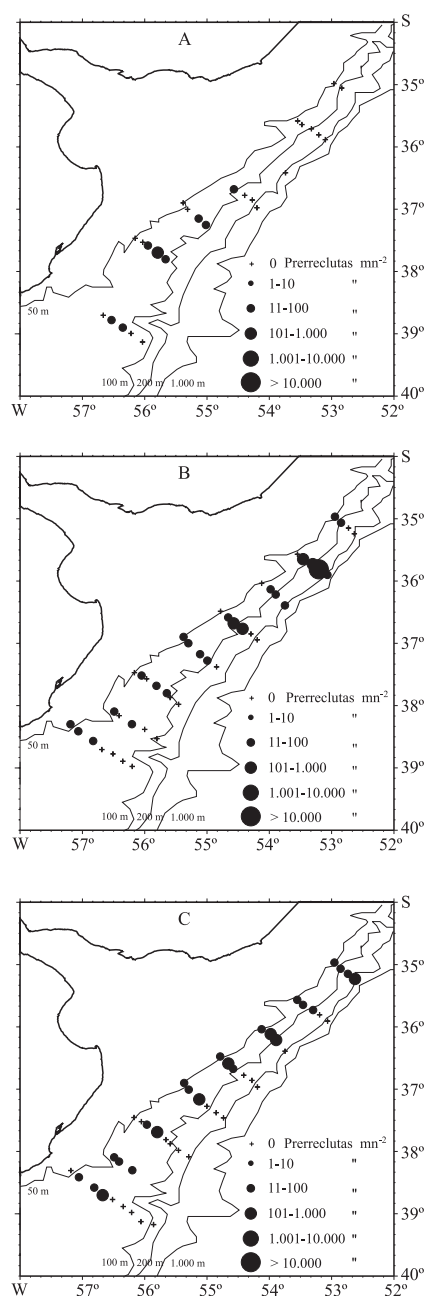 A
S
35º
36º
37º
38º
39º
40º
W
57º
56º
55º
54º
53º
52º
50 m
100 m
200 m
1.000 m
0 Prerreclutas mn-2
1-10 "
11-100 "
101-1.000 "
1.001-10.000 "
> 10.000 "
B
S
35º
36º
37º
38º
39º
40º
W
57º
56º
55º
54º
53º
52º
50 m
100 m
200 m
1.000 m
0 Prerreclutas mn-2
1-10 "
11-100 "
101-1.000 "
1.001-10.000 "
> 10.000 "
C
S
35º
36º
37º
38º
39º
40º
W
57º
56º
55º
54º
53º
52º
50 m
100 m
200 m
1.000 m
0 Prerreclutas mn-2
1-10 "
11-100 "
101-1.000 "
1.001-10.000 "
> 10.000 "